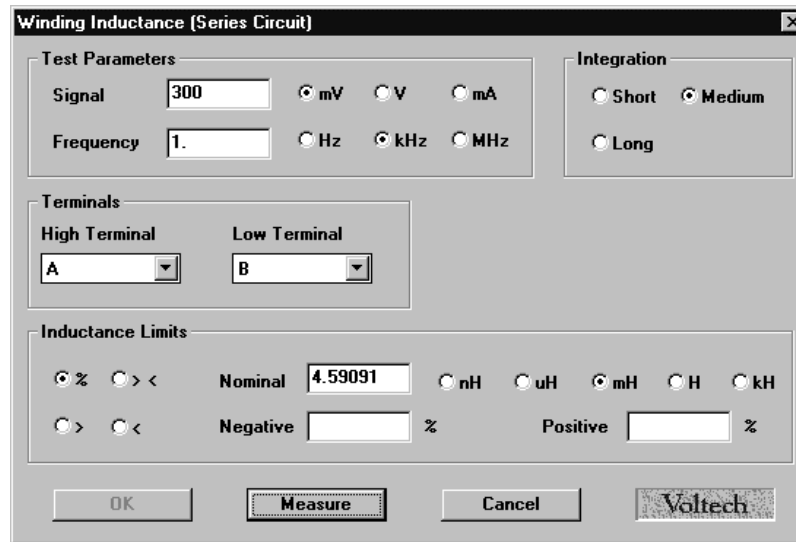 Winding Inductance (Series Circuit)
Test Parameters
Signal 300 mV V mA
Frequency 1. Hz kHz MHz
Integration
Short Medium
Long
Terminals
High Terminal Low Terminal
A B
Inductance Limits
% > < Nominal 4.59091 nH uH mH H kH
> < Negative % Positive %
OK Measure Cancel Voltech